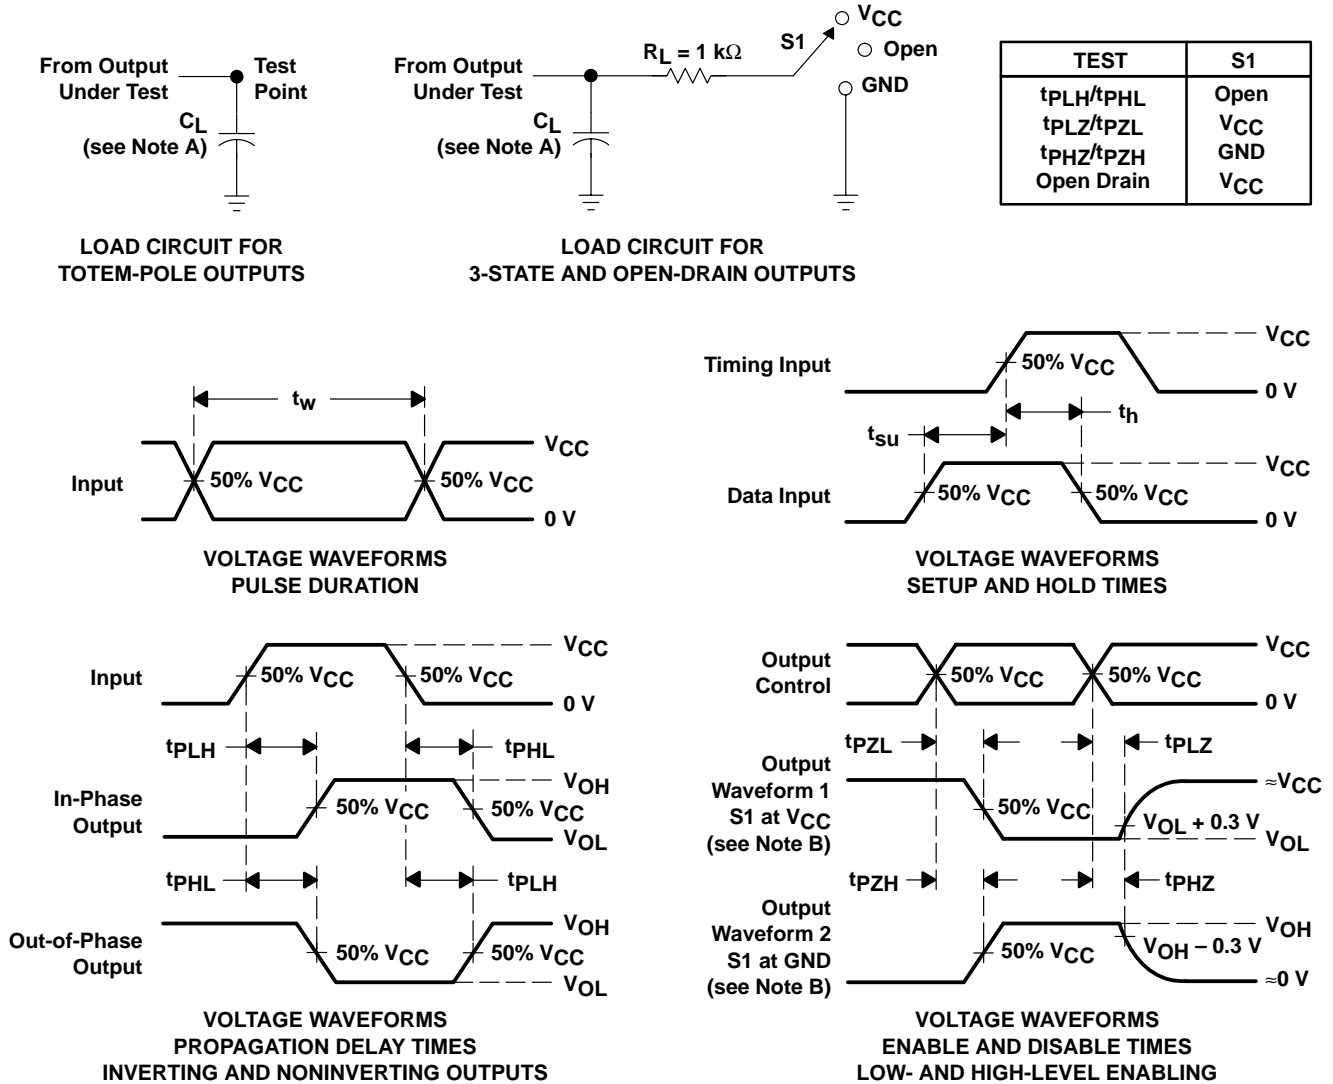 From Output
Under Test
Test
Point
CL
(see Note A)
LOAD CIRCUIT FOR
TOTEM-POLE OUTPUTS
From Output
Under Test
RL = 1 kΩ
S1
VCC
Open
GND
CL
(see Note A)
LOAD CIRCUIT FOR
3-STATE AND OPEN-DRAIN OUTPUTS
TEST S1
tPLH/tPHL Open
tPLZ/tPZL VCC
tPHZ/tPZH GND
Open Drain VCC
tw
Input
50% VCC
50% VCC
VCC
0 V
VOLTAGE WAVEFORMS
PULSE DURATION
Timing Input
50% VCC
VCC
0 V
tsu
th
Data Input
50% VCC
50% VCC
VCC
0 V
VOLTAGE WAVEFORMS
SETUP AND HOLD TIMES
Input
50% VCC
50% VCC
VCC
0 V
tPLH
tPHL
In-Phase
Output
50% VCC
50% VCC
VOH
VOL
tPHL
tPLH
Out-of-Phase
Output
50% VCC
50% VCC
VOH
VOL
VOLTAGE WAVEFORMS
PROPAGATION DELAY TIMES
INVERTING AND NONINVERTING OUTPUTS
Output
Control
50% VCC
50% VCC
VCC
0 V
tPZL
tPLZ
Output
Waveform 1
S1 at VCC
(see Note B)
50% VCC
VOL + 0.3 V
≈VCC
VOL
tPZH
tPHZ
Output
Waveform 2
S1 at GND
(see Note B)
50% VCC
VOH − 0.3 V
VOH
≈0 V
VOLTAGE WAVEFORMS
ENABLE AND DISABLE TIMES
LOW- AND HIGH-LEVEL ENABLING